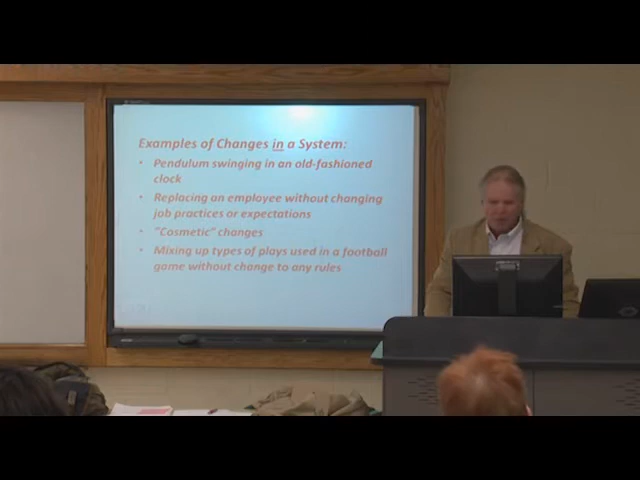 Examples of Changes in a System:
• Pendulum swinging in an old-fashioned
clock
• Replacing an employee without changing
job practices or expectations
• "Cosmetic" changes
• Mixing up types of plays used in a football
game without change to any rules